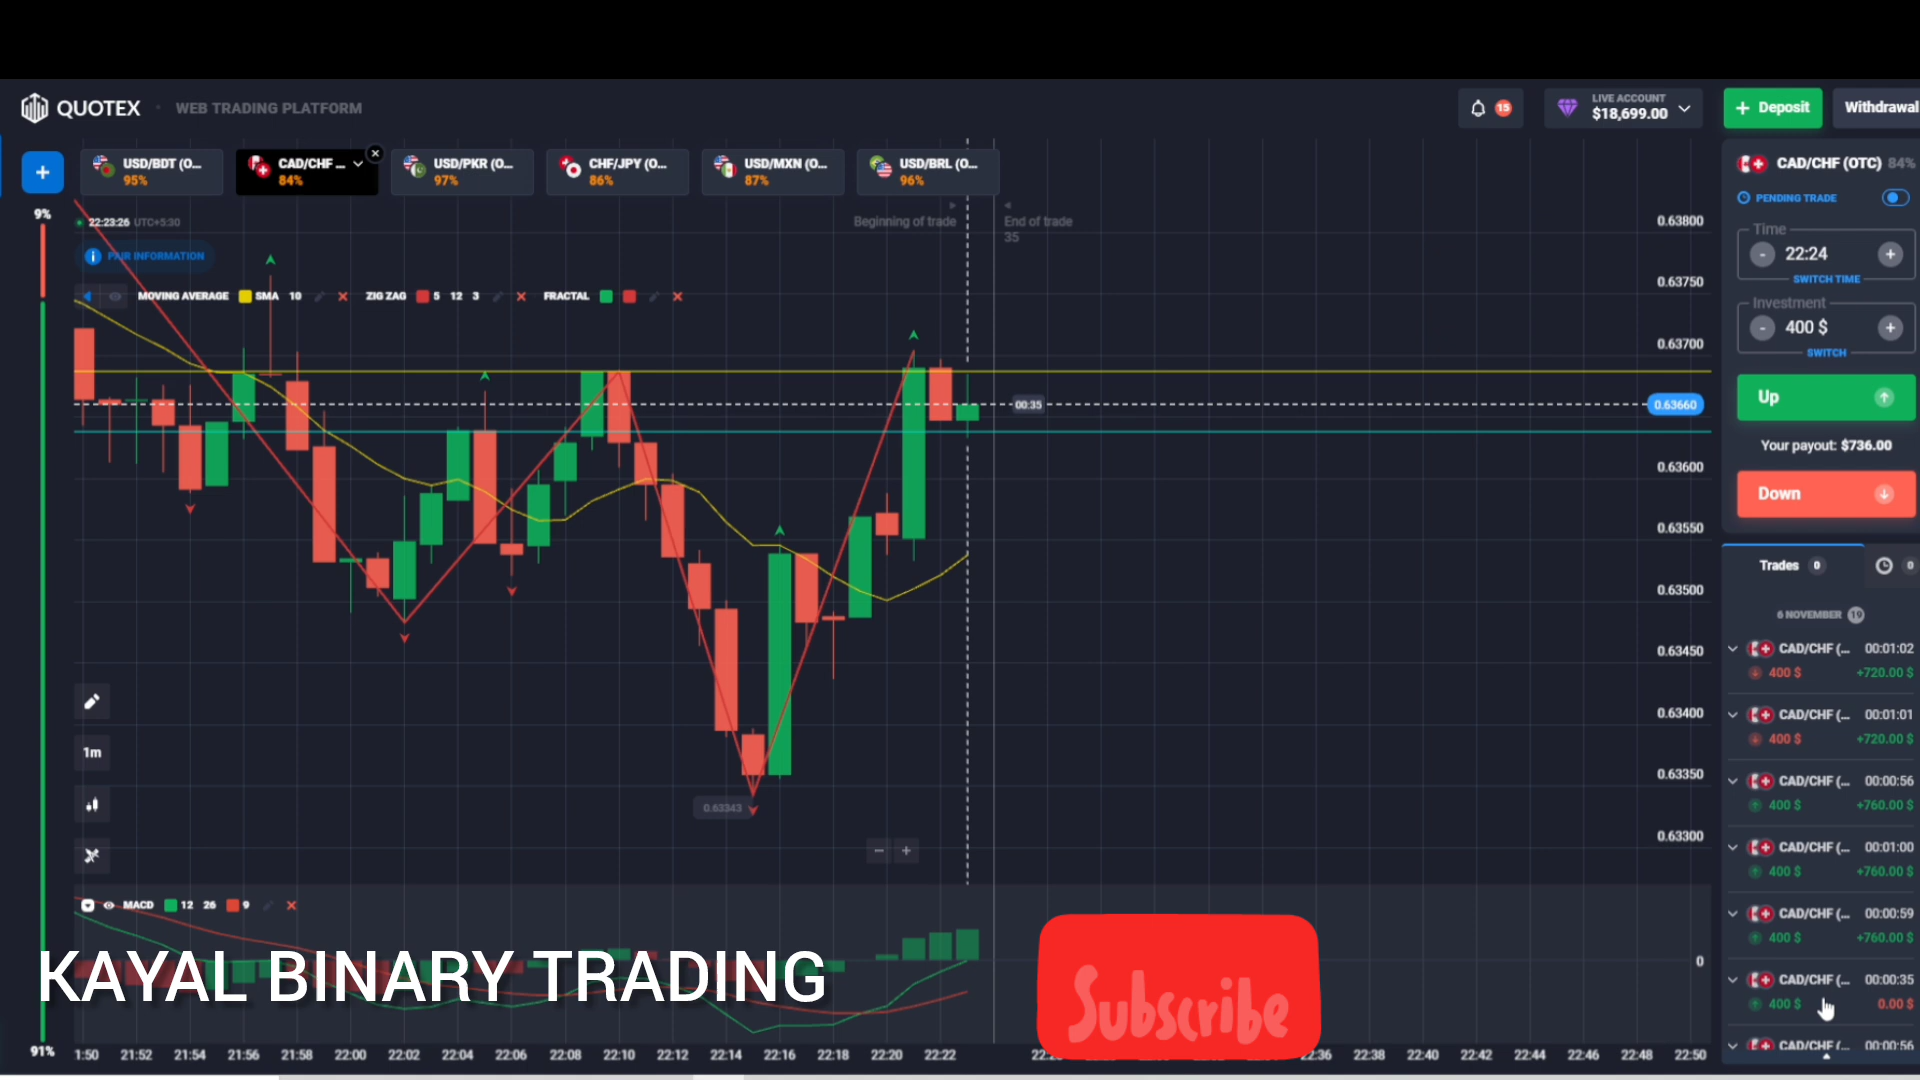 QUOTEX
WEB TRADING PLATFORM
15
LIVE ACCOUNT
$18,699.00
+ Deposit
Withdrawal
+
USD/BDT (O...
95%
CAD/CHF ...
84%
USD/PKR (O...
97%
CHF/JPY (O...
86%
USD/MXN (O...
87%
USD/BRL (O...
96%
9%
22:23:26 UTC+5:30
PAIR INFORMATION
Beginning of trade
End of trade
35
MOVING AVERAGE SMA 10
ZIG ZAG 5 12 3
FRACTAL
00:35
0.63343
0.63800
0.63750
0.63700
0.63660
0.63600
0.63550
0.63500
0.63450
0.63400
0.63350
0.63300
1m
- +
MACD 12 26 9
0
KAYAL BINARY TRADING
Subscribe
91%
1:50 21:52 21:54 21:56 21:58 22:00 22:02 22:04 22:06 22:08 22:10 22:12 22:14 22:16 22:18 22:20 22:22 22:36 22:38 22:40 22:42 22:44 22:46 22:48 22:50
CAD/CHF (OTC) 84%
PENDING TRADE
Time
- 22:24 +
SWITCH TIME
Investment
- 400 $ +
SWITCH
Up
Your payout: $736.00
Down
Trades 0
0
6 NOVEMBER 19
CAD/CHF (... 00:01:02
400 $ +720.00 $
CAD/CHF (... 00:01:01
400 $ +720.00 $
CAD/CHF (... 00:00:56
400 $ +760.00 $
CAD/CHF (... 00:01:00
400 $ +760.00 $
CAD/CHF (... 00:00:59
400 $ +760.00 $
CAD/CHF (... 00:00:35
400 $ 0.00 $
CAD/CHF (... 00:00:56